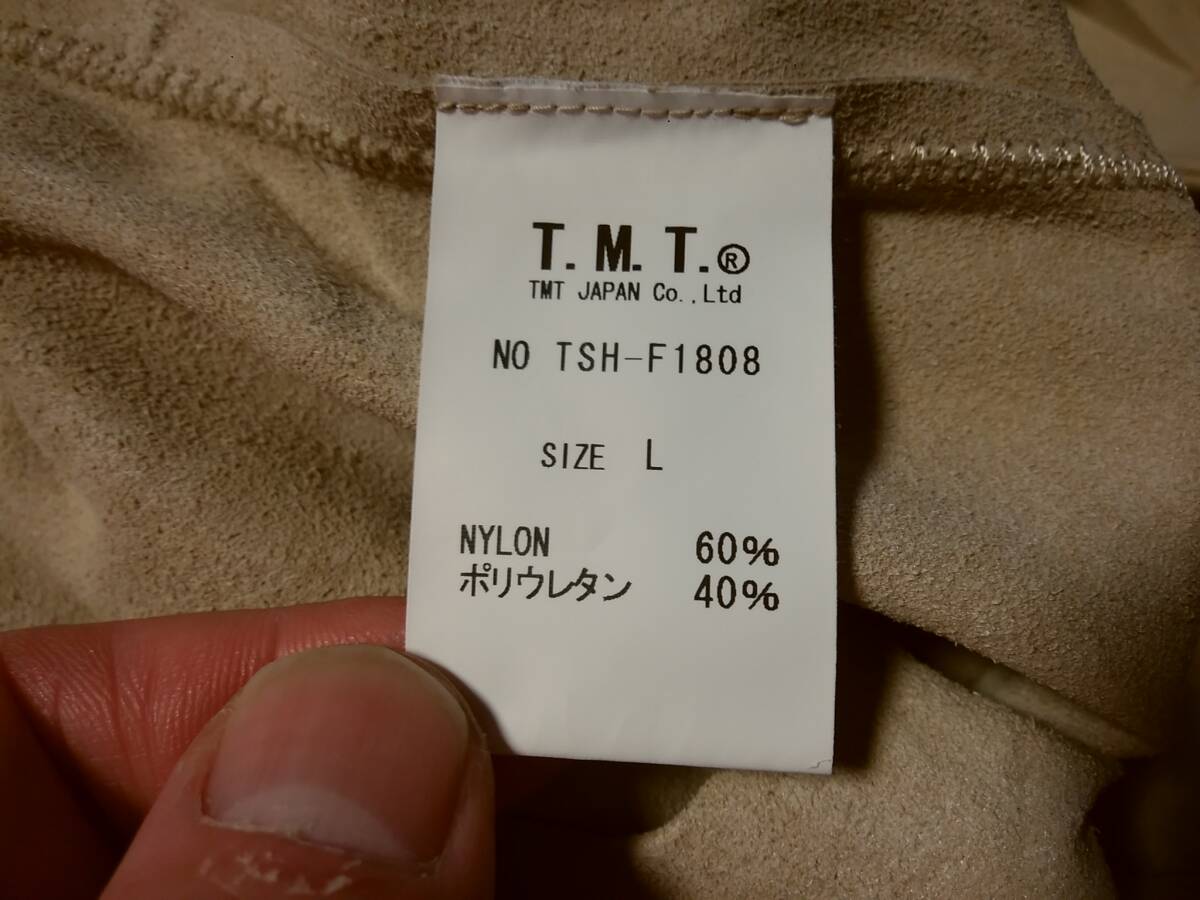 T.M.T.®
TMT JAPAN Co.,Ltd
NO TSH-F1808
SIZE L
NYLON 60%
ポリウレタン 40%